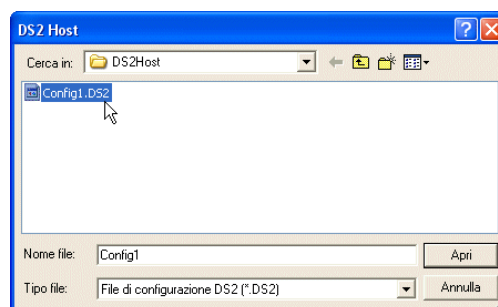 DS2 Host
Cerca in: DS2Host
Config1.DS2
Nome file: Config1 Apri
Tipo file: File di configurazione DS2 (*.DS2) Annulla